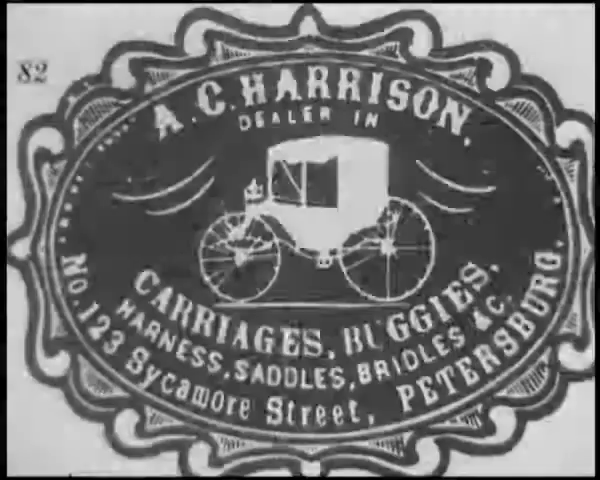 82
A. C. HARRISON,
DEALER IN
CARRIAGES, BUGGIES,
HARNESS, SADDLES, BRIDLES &C.
No. 123 Sycamore Street, PETERSBURG.